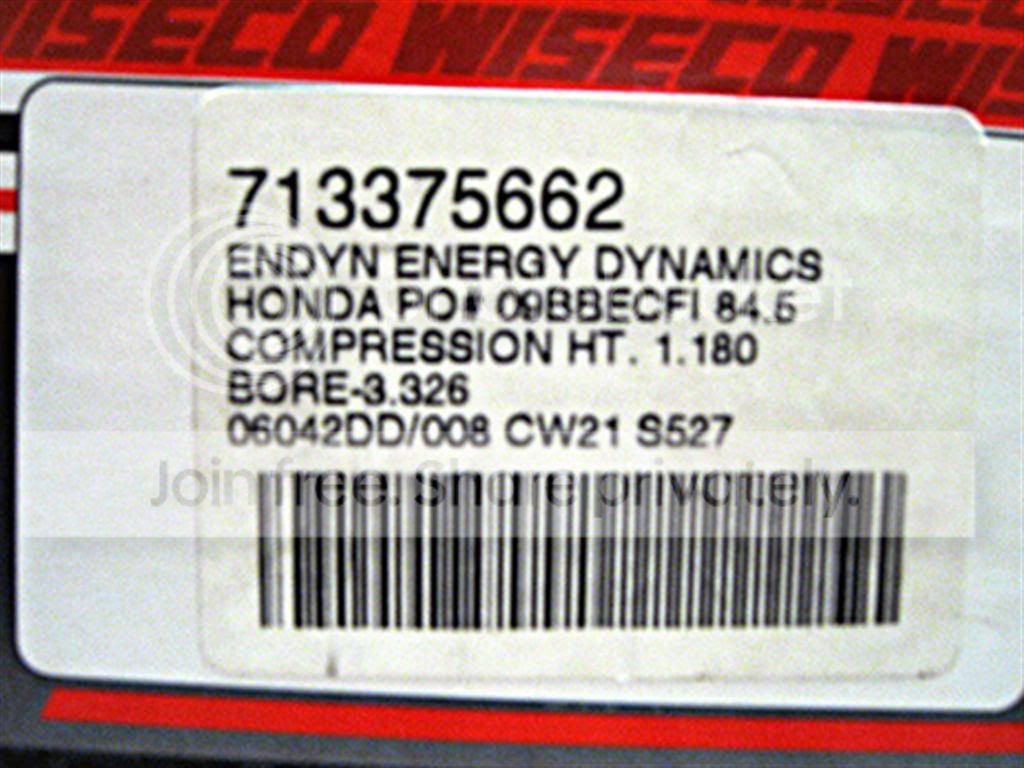 WISECO WISECO WISECO
713375662
ENDYN ENERGY DYNAMICS
HONDA PO# 09BBECFI 84.5
COMPRESSION HT. 1.180
BORE-3.326
06042DD/008 CW21 S527
Join free. Share privately.